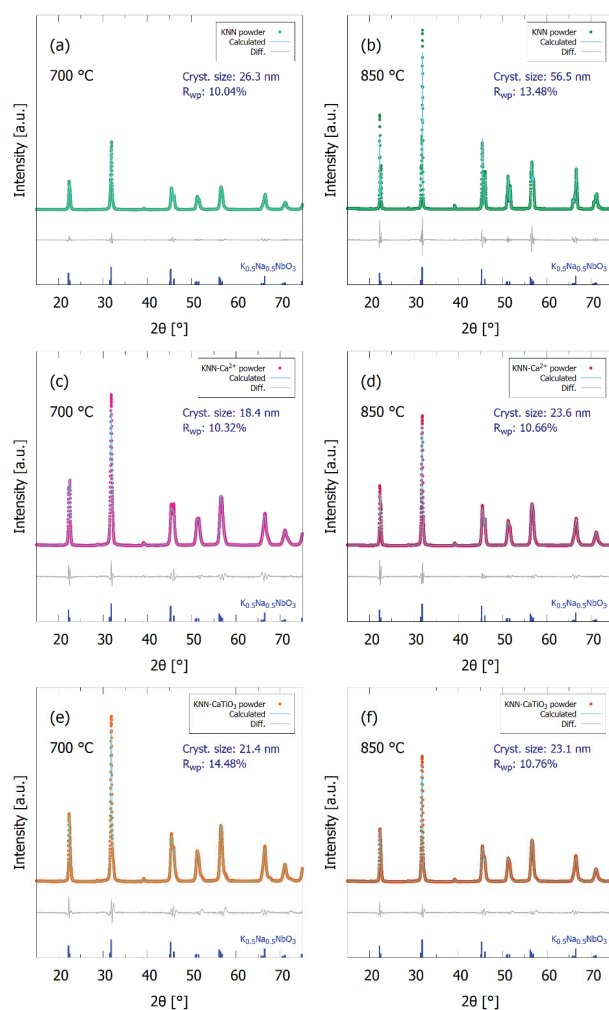 (a)
KNN powder
Calculated
Diff.
700 °C
Cryst. size: 26.3 nm
Rwp: 10.04%
Intensity [a.u.]
K0.5Na0.5NbO3
20 30 40 50 60 70
2θ [°]
(b)
KNN powder
Calculated
Diff.
850 °C
Cryst. size: 56.5 nm
Rwp: 13.48%
Intensity [a.u.]
K0.5Na0.5NbO3
20 30 40 50 60 70
2θ [°]
(c)
KNN-Ca2+ powder
Calculated
Diff.
700 °C
Cryst. size: 18.4 nm
Rwp: 10.32%
Intensity [a.u.]
K0.5Na0.5NbO3
20 30 40 50 60 70
2θ [°]
(d)
KNN-Ca2+ powder
Calculated
Diff.
850 °C
Cryst. size: 23.6 nm
Rwp: 10.66%
Intensity [a.u.]
K0.5Na0.5NbO3
20 30 40 50 60 70
2θ [°]
(e)
KNN-CaTiO3 powder
Calculated
Diff.
700 °C
Cryst. size: 21.4 nm
Rwp: 14.48%
Intensity [a.u.]
K0.5Na0.5NbO3
20 30 40 50 60 70
2θ [°]
(f)
KNN-CaTiO3 powder
Calculated
Diff.
850 °C
Cryst. size: 23.1 nm
Rwp: 10.76%
Intensity [a.u.]
K0.5Na0.5NbO3
20 30 40 50 60 70
2θ [°]